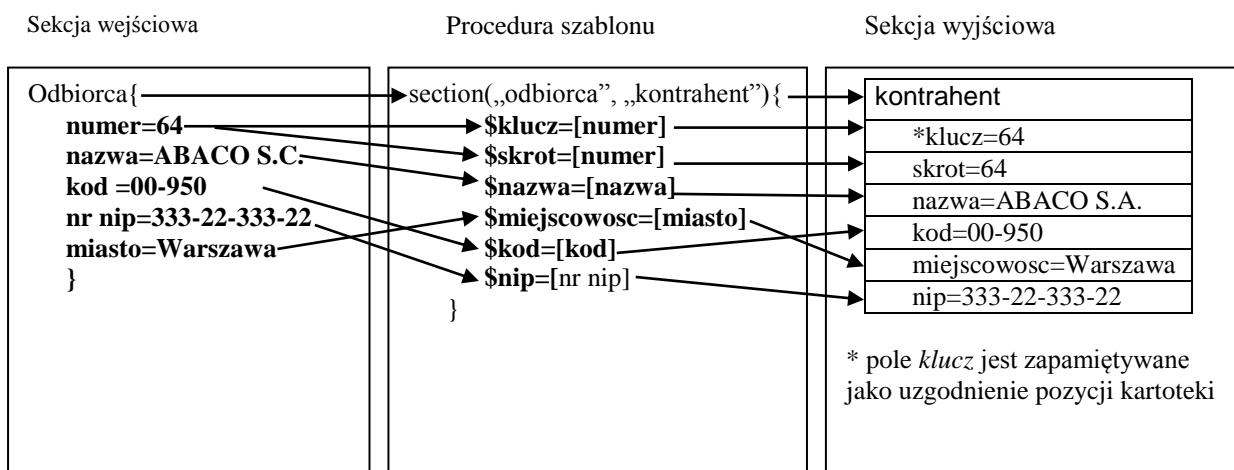 Sekcja wejściowa
Procedura szablonu
Sekcja wyjściowa
Odbiorca{
numer=64
nazwa=ABACO S.C.
kod =00-950
nr nip=333-22-333-22
miasto=Warszawa
}
section(„odbiorca”, „kontrahent”){
$klucz=[numer]
$skrot=[numer]
$nazwa=[nazwa]
$miejscowosc=[miasto]
$kod=[kod]
$nip=[nr nip]
}
kontrahent
*klucz=64
skrot=64
nazwa=ABACO S.A.
kod=00-950
miejscowosc=Warszawa
nip=333-22-333-22
* pole klucz jest zapamiętywane
jako uzgodnienie pozycji kartoteki